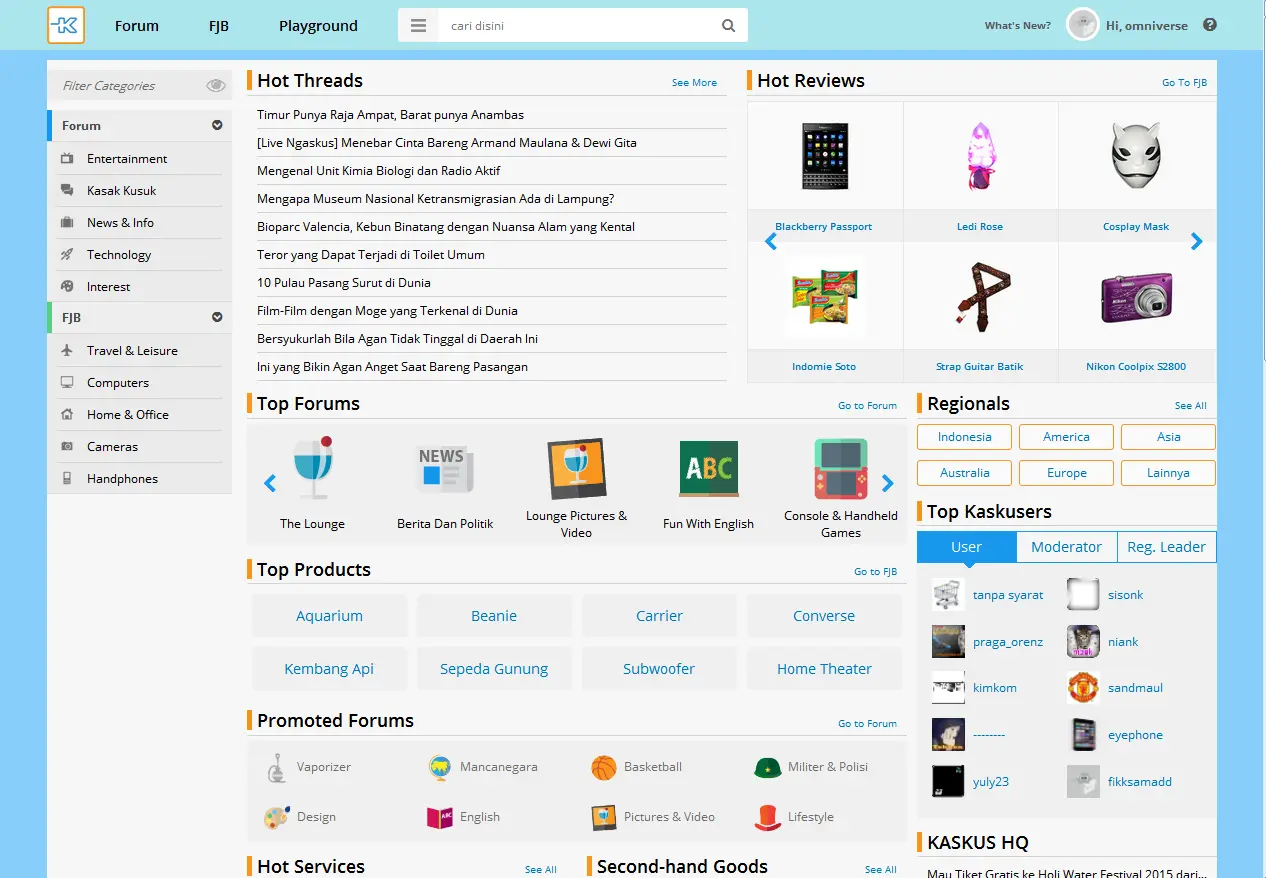 Forum
FJB
Playground
cari disini
What's New?
Hi, omniverse
Filter Categories
Forum
Entertainment
Kasak Kusuk
News & Info
Technology
Interest
FJB
Travel & Leisure
Computers
Home & Office
Cameras
Handphones
Hot Threads
See More
Timur Punya Raja Ampat, Barat punya Anambas
[Live Ngaskus] Menebar Cinta Bareng Armand Maulana & Dewi Gita
Mengenal Unit Kimia Biologi dan Radio Aktif
Mengapa Museum Nasional Ketransmigrasian Ada di Lampung?
Bioparc Valencia, Kebun Binatang dengan Nuansa Alam yang Kental
Teror yang Dapat Terjadi di Toilet Umum
10 Pulau Pasang Surut di Dunia
Film-Film dengan Moge yang Terkenal di Dunia
Bersyukurlah Bila Agan Tidak Tinggal di Daerah Ini
Ini yang Bikin Agan Anget Saat Bareng Pasangan
Hot Reviews
Go To FJB
Blackberry Passport
Ledi Rose
Cosplay Mask
Indomie Soto
Strap Guitar Batik
Nikon Coolpix S2800
Top Forums
Go to Forum
NEWS
ABC
The Lounge
Berita Dan Politik
Lounge Pictures &
Video
Fun With English
Console & Handheld
Games
Regionals
See All
Indonesia
America
Asia
Australia
Europe
Lainnya
Top Kaskusers
User
Moderator
Reg. Leader
tanpa syarat
sisonk
praga_orenz
niank
kimkom
sandmaul
--------
eyephone
yuly23
fikksamadd
Top Products
Go to FJB
Aquarium
Beanie
Carrier
Converse
Kembang Api
Sepeda Gunung
Subwoofer
Home Theater
Promoted Forums
Go to Forum
Vaporizer
Mancanegara
Basketball
Militer & Polisi
Design
ABC
English
Pictures & Video
Lifestyle
Hot Services
See All
Second-hand Goods
See All
KASKUS HQ
Mau Tiket Gratis ke Holi Water Festival 2015 dari...